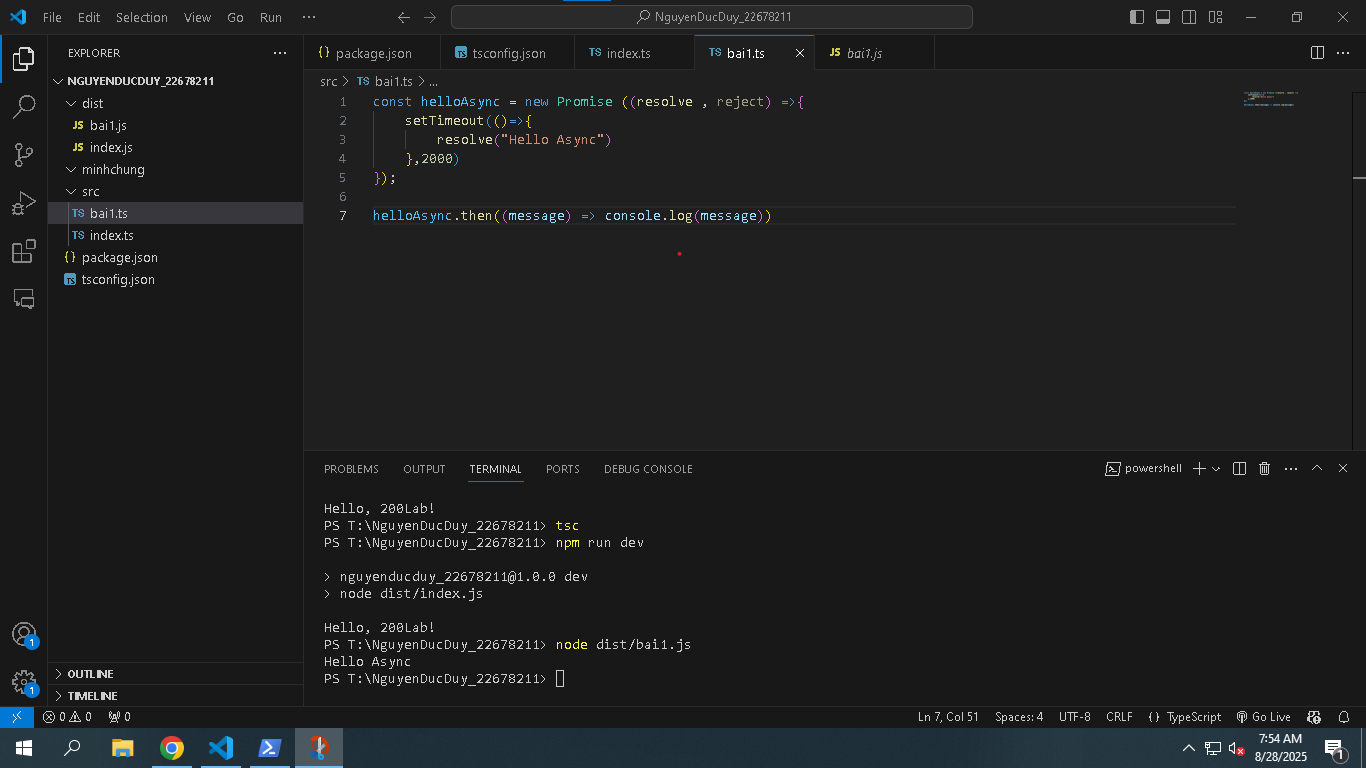 File Edit Selection View Go Run ···
NguyenDucDuy_22678211
EXPLORER
NGUYENDUCDUY_22678211
dist
JS bai1.js
JS index.js
minhchung
src
TS bai1.ts
TS index.ts
{} package.json
TS tsconfig.json
OUTLINE
TIMELINE
{} package.json
TS tsconfig.json
TS index.ts
TS bai1.ts
JS bai1.js
src > TS bai1.ts > ...
1 const helloAsync = new Promise ((resolve , reject) =>{
2 setTimeout(()=>{
3 resolve("Hello Async")
4 },2000)
5 });
6
7 helloAsync.then((message) => console.log(message))
PROBLEMS OUTPUT TERMINAL PORTS DEBUG CONSOLE
powershell
Hello, 200Lab!
PS T:\NguyenDucDuy_22678211> tsc
PS T:\NguyenDucDuy_22678211> npm run dev
> nguyenducduy_22678211@1.0.0 dev
> node dist/index.js
Hello, 200Lab!
PS T:\NguyenDucDuy_22678211> node dist/bai1.js
Hello Async
PS T:\NguyenDucDuy_22678211>
1
1
0 0 0
Ln 7, Col 51 Spaces: 4 UTF-8 CRLF {} TypeScript Go Live
7:54 AM
8/28/2025
1